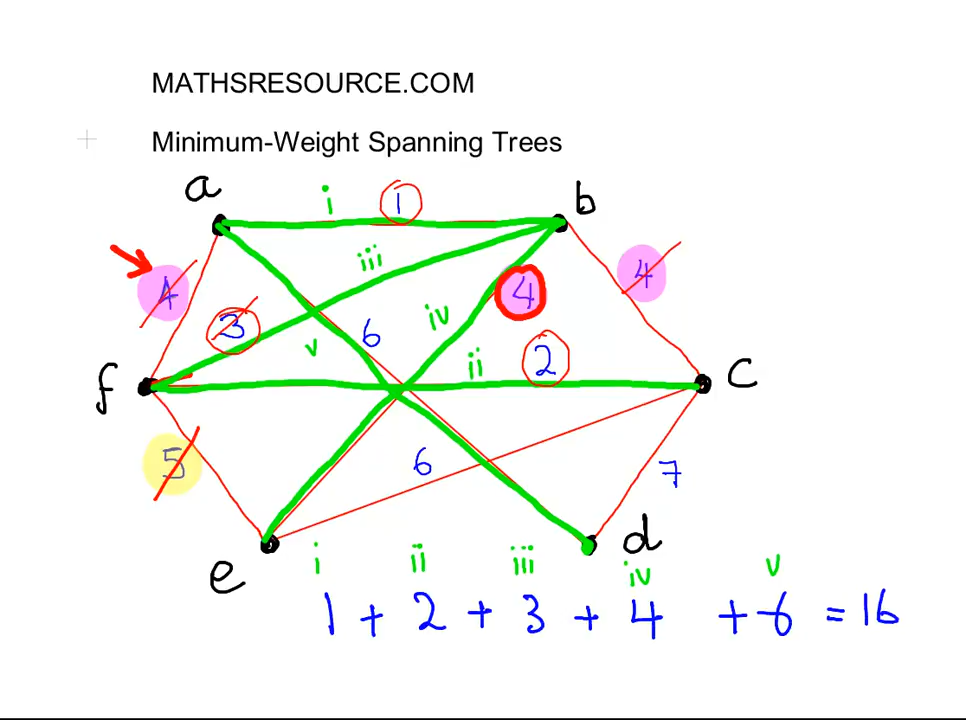 MATHSRESOURCE.COM
Minimum-Weight Spanning Trees
a i 1 b
iii
4 3 v 6 iv 4 4
f ii 2 c
5 6 7
e d
i ii iii iv v
1 + 2 + 3 + 4 + 6 = 16